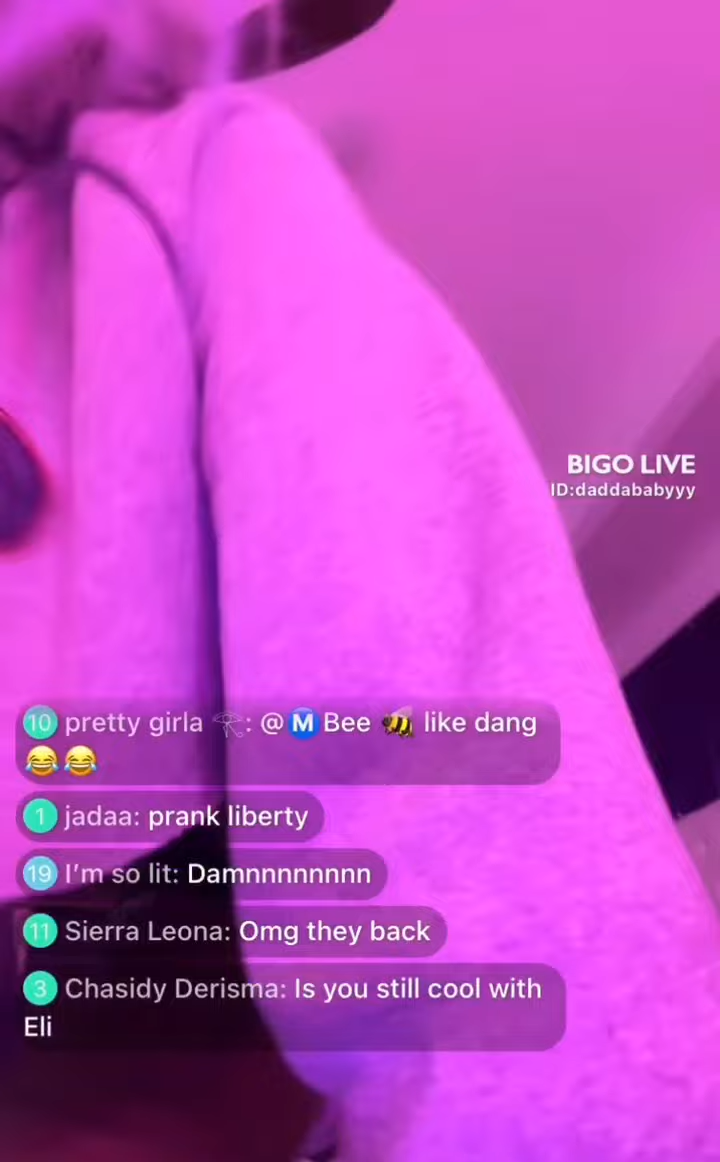 BIGO LIVE
ID:daddababyyy
10 pretty girla 𓂀: @Ⓜ️Bee 🐝 like dang
😂😂
1 jadaa: prank liberty
19 I’m so lit: Damnnnnnnnn
11 Sierra Leona: Omg they back
3 Chasidy Derisma: Is you still cool with
Eli